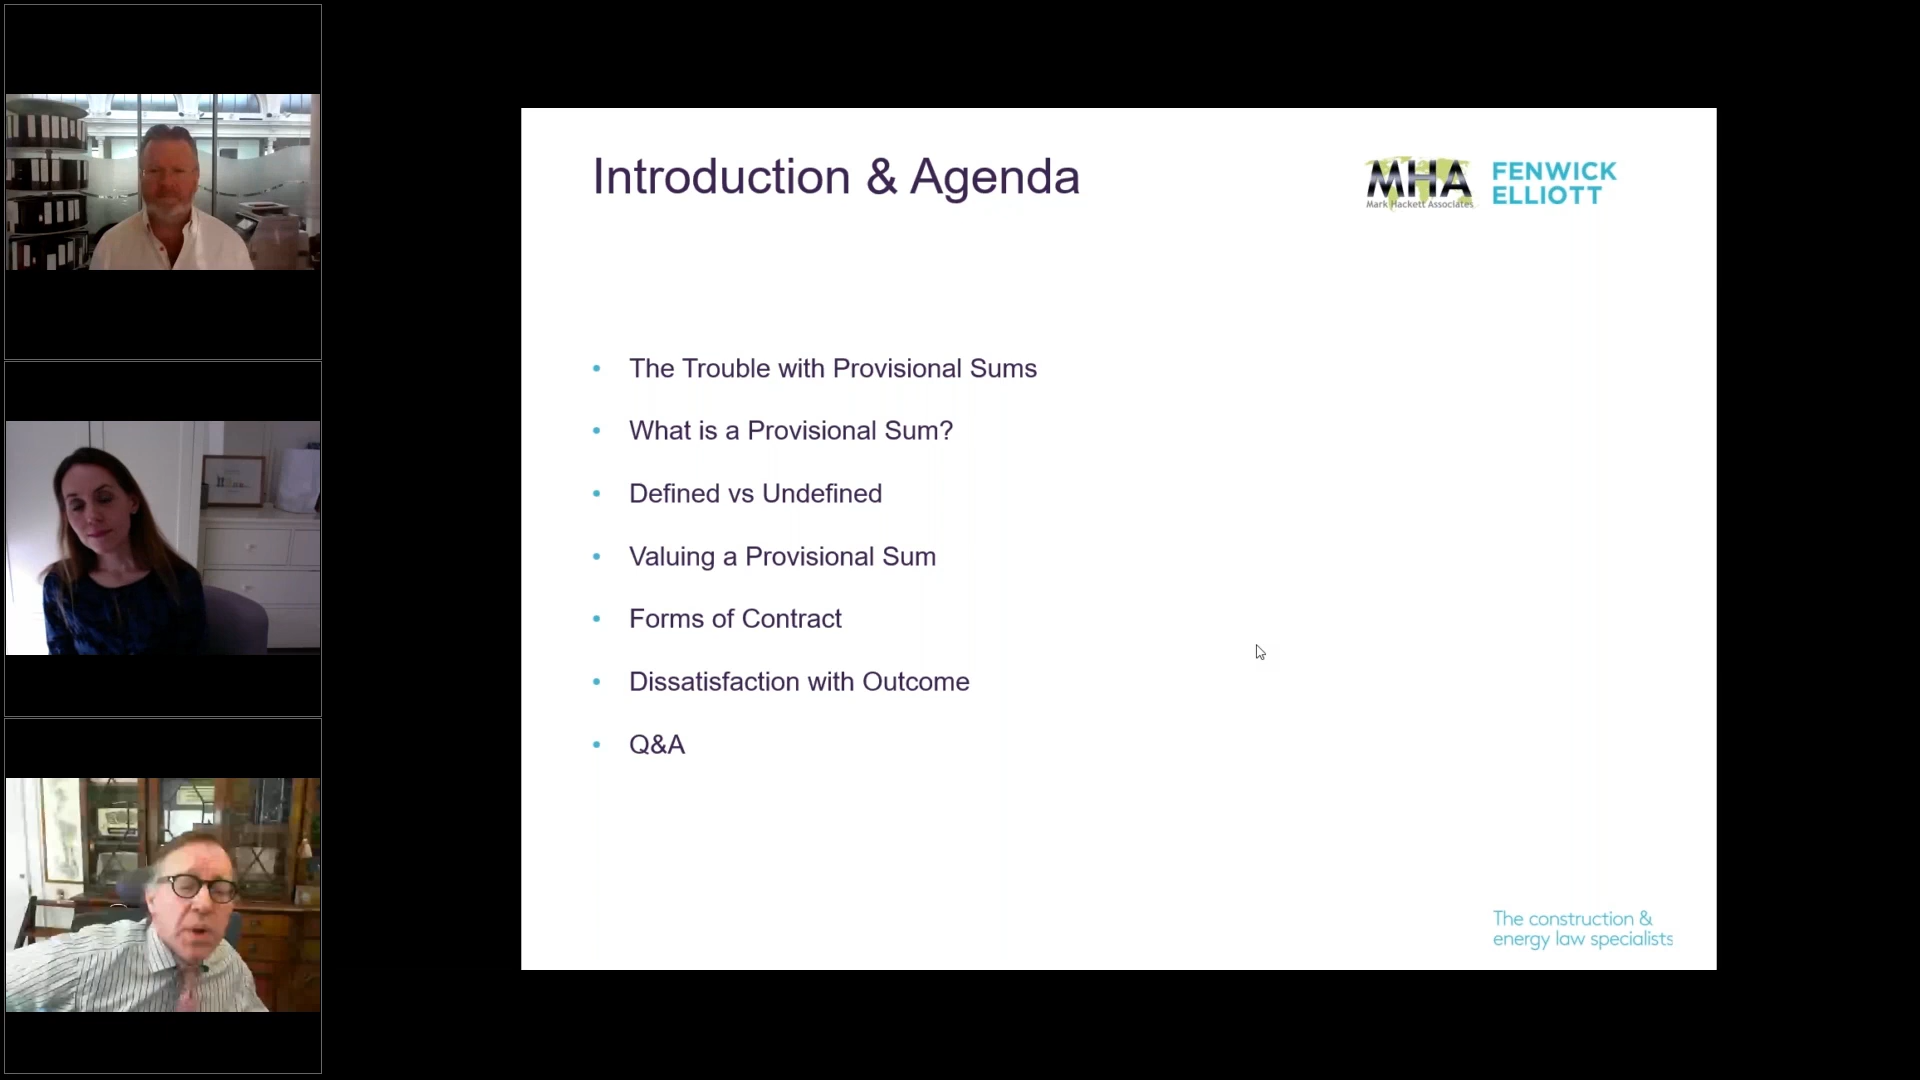 Introduction & Agenda
MHA
Mark Hackett Associates
FENWICK
ELLIOTT
• The Trouble with Provisional Sums
• What is a Provisional Sum?
• Defined vs Undefined
• Valuing a Provisional Sum
• Forms of Contract
• Dissatisfaction with Outcome
• Q&A
The construction &
energy law specialists